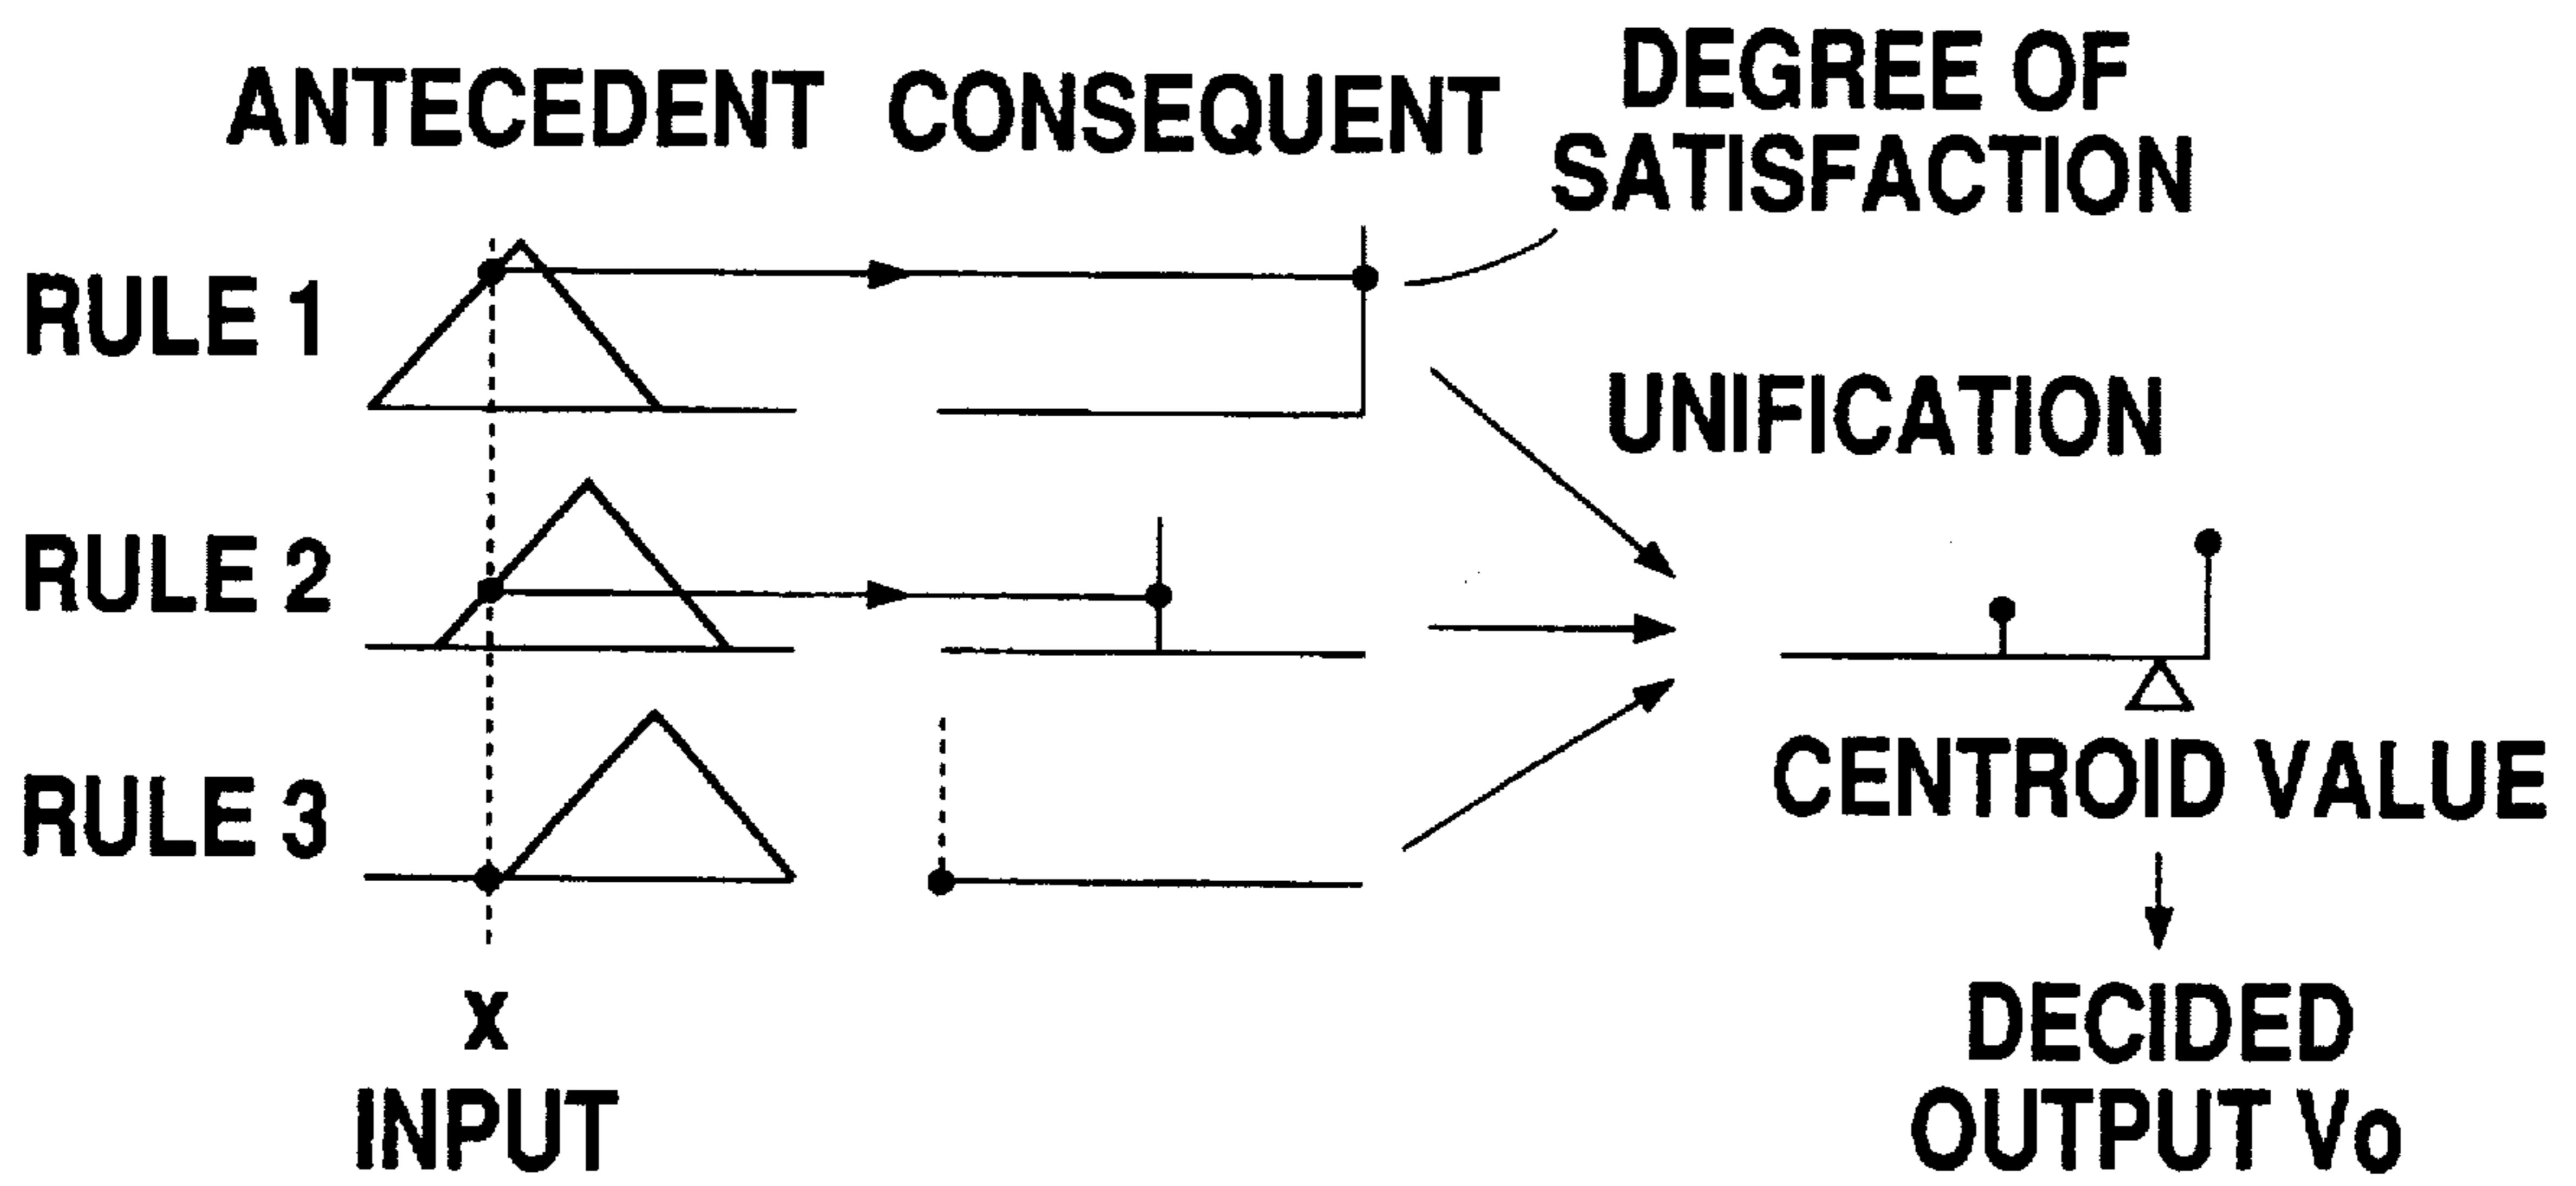 ANTECEDENT CONSEQUENT
DEGREE OF
SATISFACTION
RULE 1
UNIFICATION
RULE 2
RULE 3
CENTROID VALUE
x
INPUT
DECIDED
OUTPUT Vo